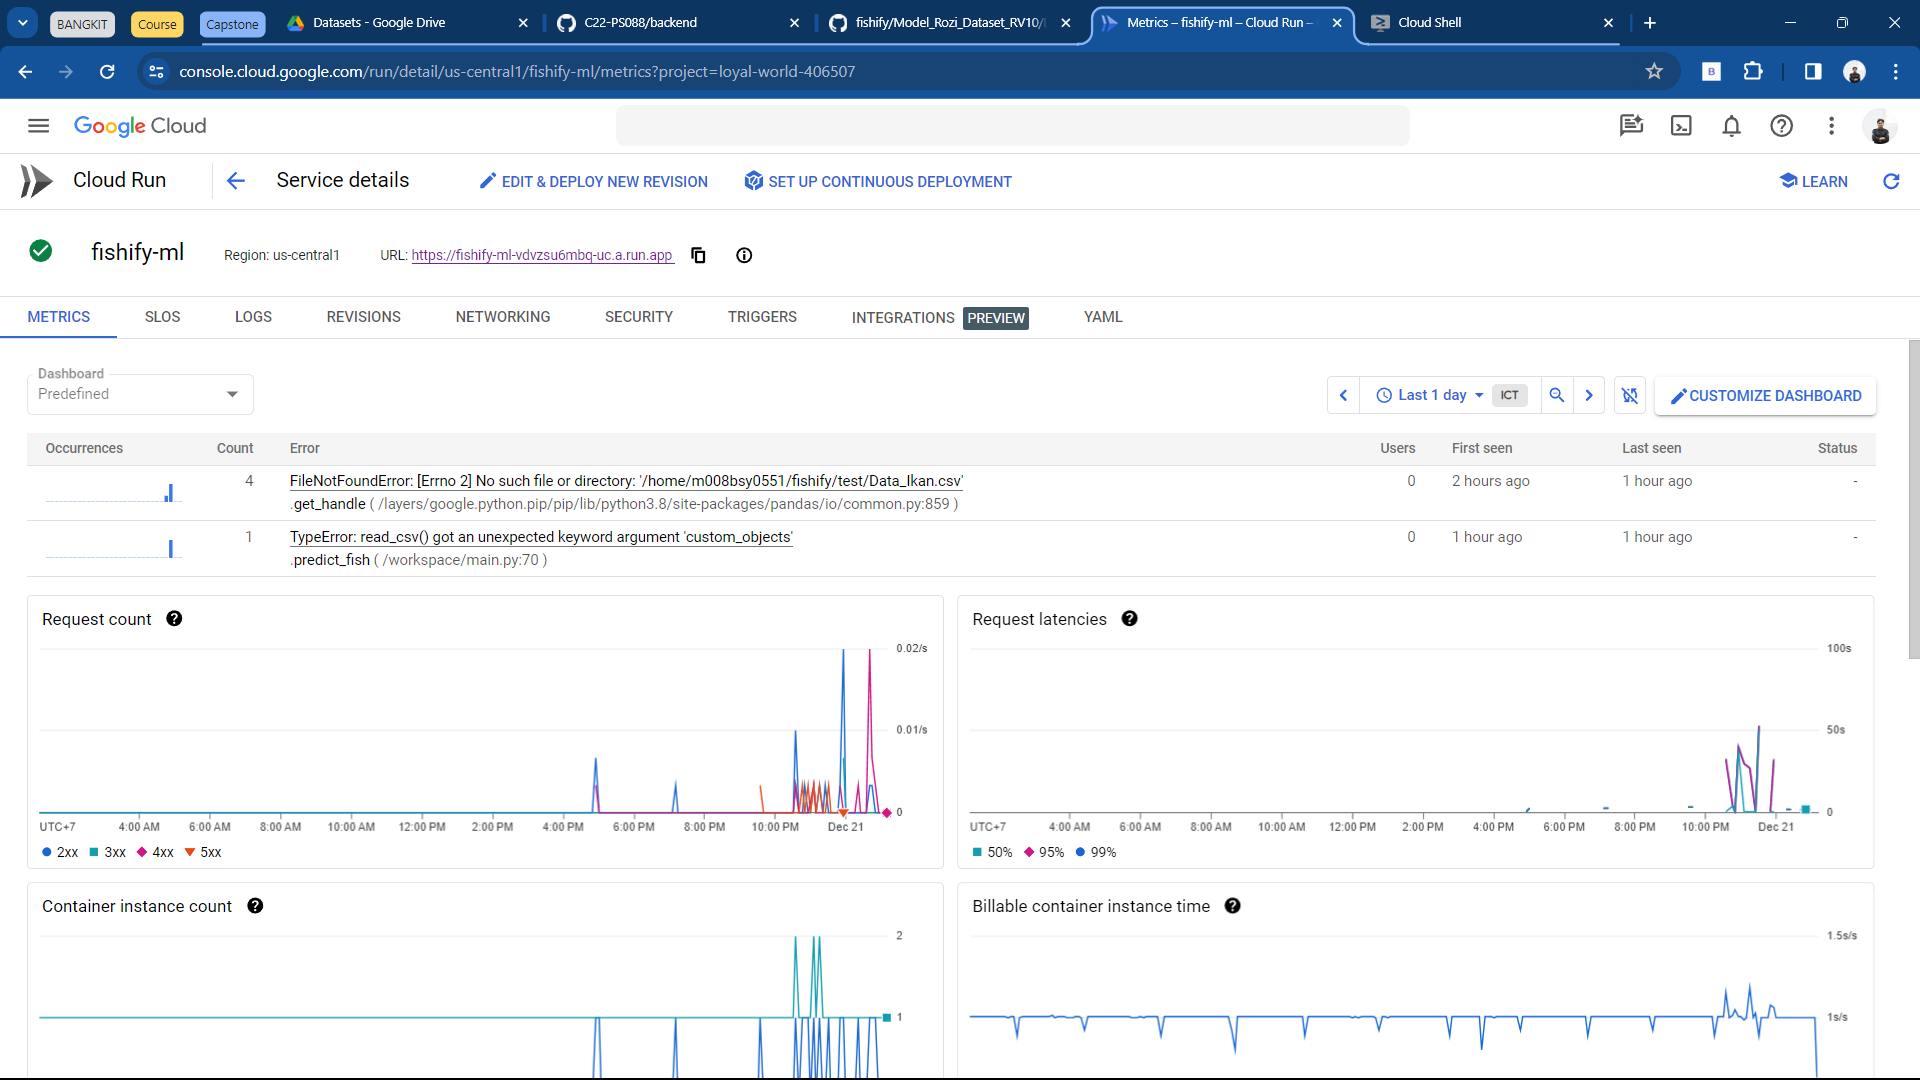 BANGKIT
Course
Capstone
Datasets - Google Drive
C22-PS088/backend
fishify/Model_Rozi_Dataset_RV10/
Metrics – fishify-ml – Cloud Run –
Cloud Shell
console.cloud.google.com/run/detail/us-central1/fishify-ml/metrics?project=loyal-world-406507
B
Google Cloud
Cloud Run
Service details
EDIT & DEPLOY NEW REVISION
SET UP CONTINUOUS DEPLOYMENT
LEARN
fishify-ml
Region: us-central1
URL: https://fishify-ml-vdvzsu6mbq-uc.a.run.app
METRICS
SLOS
LOGS
REVISIONS
NETWORKING
SECURITY
TRIGGERS
INTEGRATIONS PREVIEW
YAML
Dashboard
Predefined
Last 1 day
ICT
CUSTOMIZE DASHBOARD
Occurrences Count Error Users First seen Last seen Status
4 FileNotFoundError: [Errno 2] No such file or directory: '/home/m008bsy0551/fishify/test/Data_Ikan.csv' 0 2 hours ago 1 hour ago -
.get_handle ( /layers/google.python.pip/pip/lib/python3.8/site-packages/pandas/io/common.py:859 )
1 TypeError: read_csv() got an unexpected keyword argument 'custom_objects' 0 1 hour ago 1 hour ago -
.predict_fish ( /workspace/main.py:70 )
Request count
0.02/s
0.01/s
0
UTC+7 4:00 AM 6:00 AM 8:00 AM 10:00 AM 12:00 PM 2:00 PM 4:00 PM 6:00 PM 8:00 PM 10:00 PM Dec 21
2xx 3xx 4xx 5xx
Request latencies
100s
50s
0
UTC+7 4:00 AM 6:00 AM 8:00 AM 10:00 AM 12:00 PM 2:00 PM 4:00 PM 6:00 PM 8:00 PM 10:00 PM Dec 21
50% 95% 99%
Container instance count
2
1
Billable container instance time
1.5s/s
1s/s